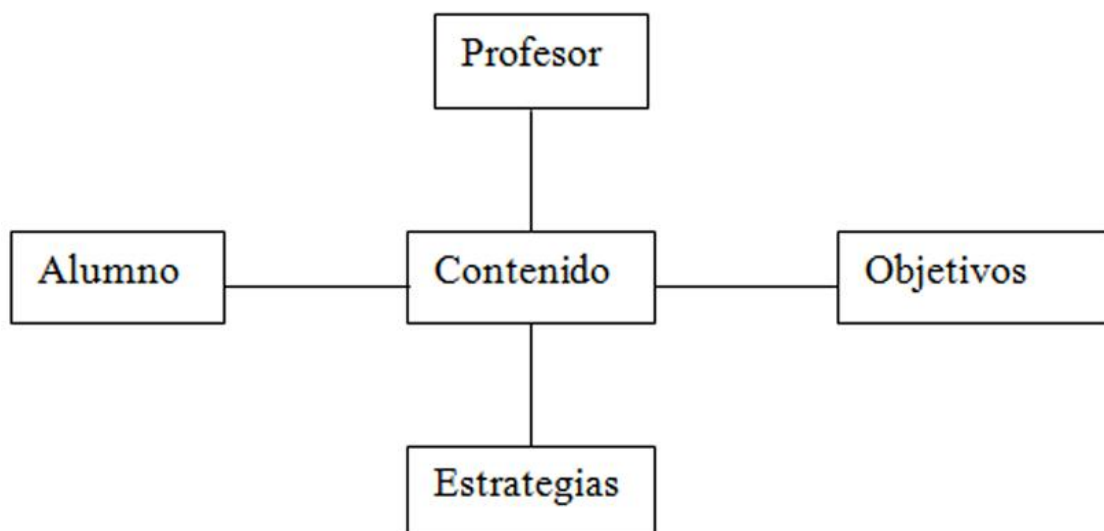 Profesor
Alumno
Contenido
Objetivos
Estrategias